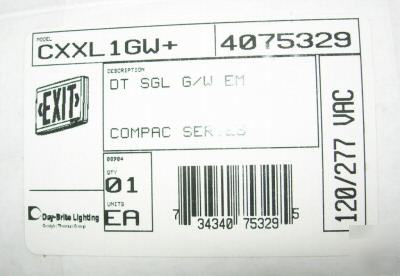 MODEL
CXXL1GW+
4075329
EXIT
DESCRIPTION
DT SGL G/W EM
COMPAC SERIES
00904
QTY
01
UNITS
EA
Day-Brite Lighting
7 34340 75329 5
120/277 VAC